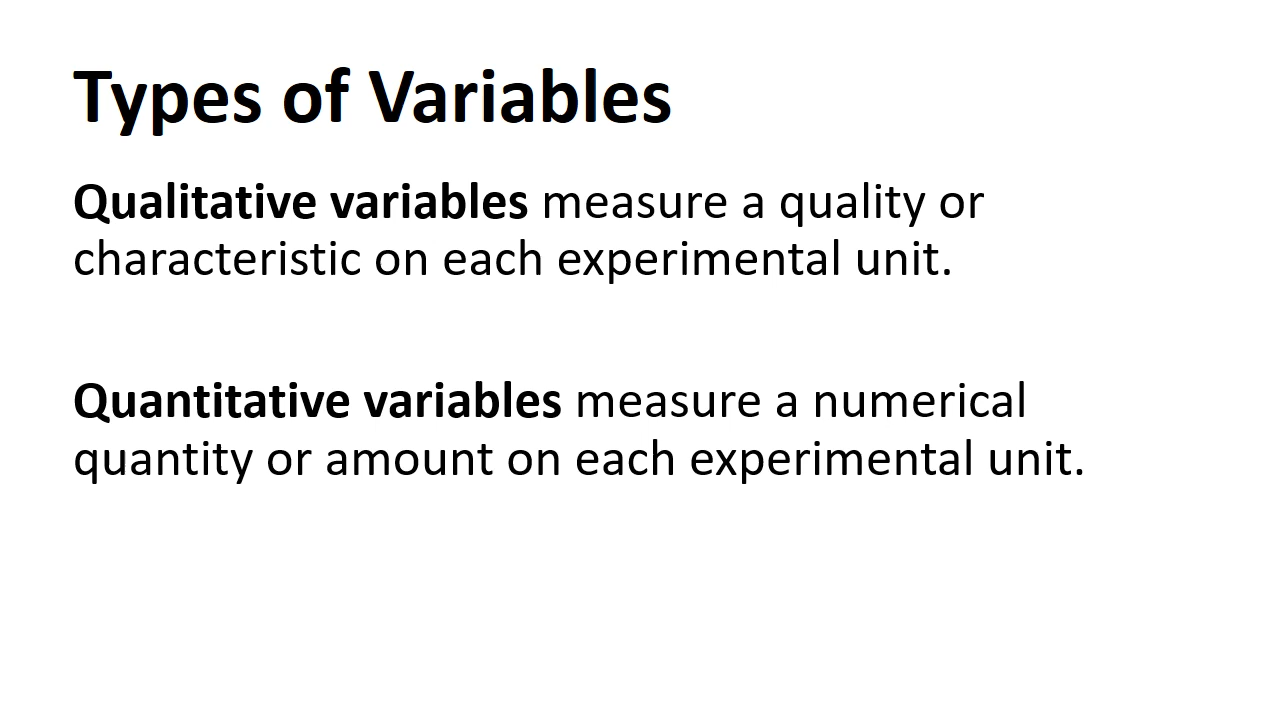 Types of Variables
Qualitative variables measure a quality or
characteristic on each experimental unit.
Quantitative variables measure a numerical
quantity or amount on each experimental unit.